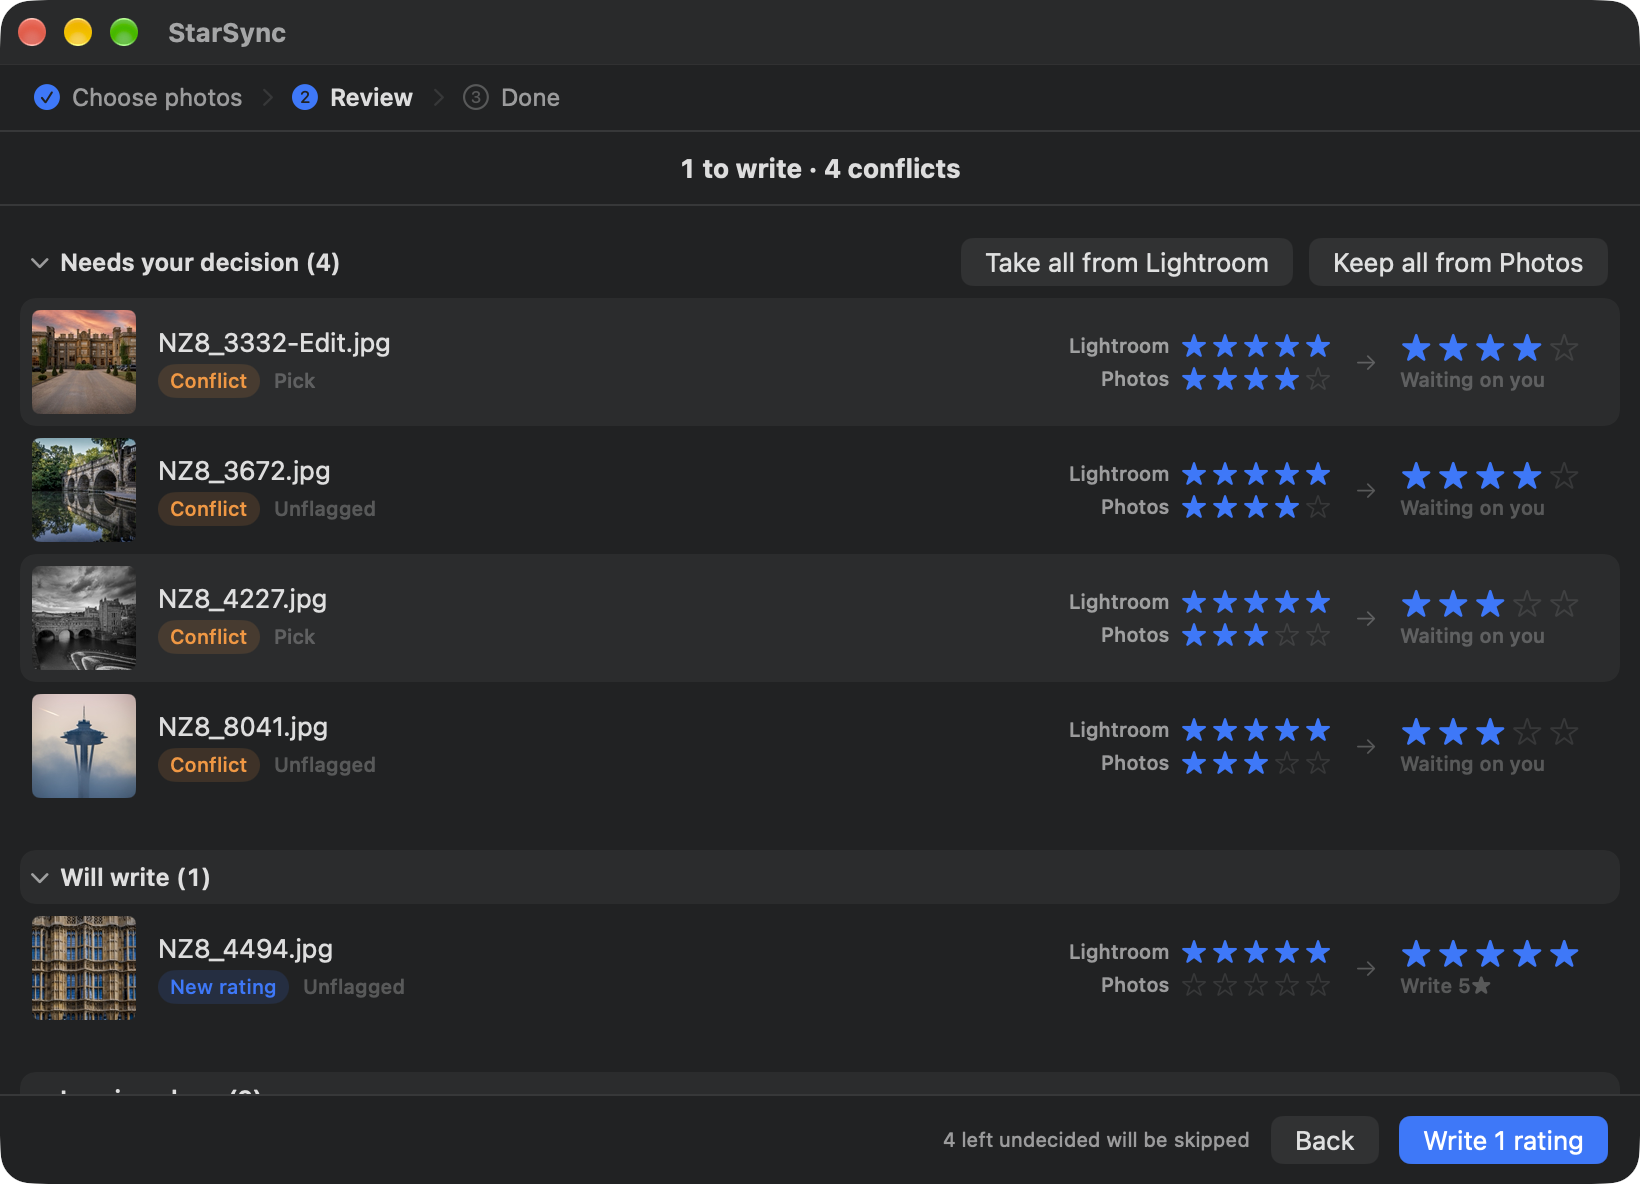 StarSync
Choose photos
2 Review
3 Done
1 to write · 4 conflicts
Needs your decision (4)
Take all from Lightroom
Keep all from Photos
NZ8_3332-Edit.jpg
Conflict Pick
Lightroom ★★★★★
Photos ★★★★☆
→ ★★★★☆
Waiting on you
NZ8_3672.jpg
Conflict Unflagged
Lightroom ★★★★★
Photos ★★★★☆
→ ★★★★☆
Waiting on you
NZ8_4227.jpg
Conflict Pick
Lightroom ★★★★★
Photos ★★★☆☆
→ ★★★☆☆
Waiting on you
NZ8_8041.jpg
Conflict Unflagged
Lightroom ★★★★★
Photos ★★★☆☆
→ ★★★☆☆
Waiting on you
Will write (1)
NZ8_4494.jpg
New rating Unflagged
Lightroom ★★★★★
Photos ☆☆☆☆☆
→ ★★★★★
Write 5★
4 left undecided will be skipped
Back
Write 1 rating